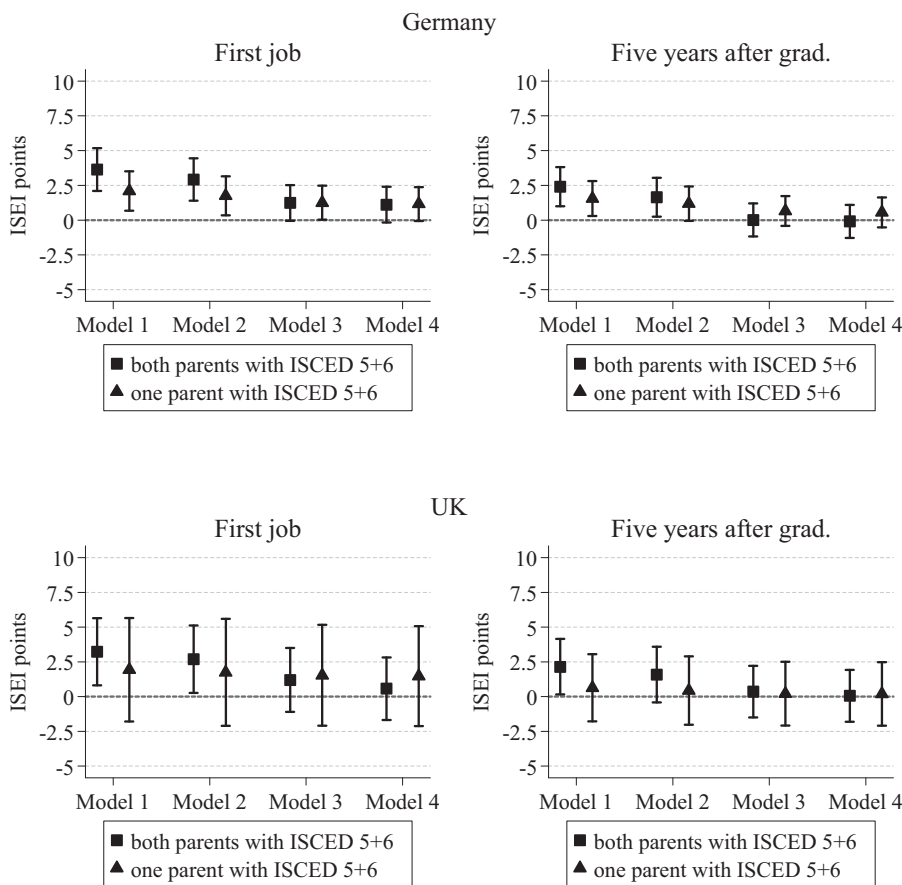 Germany
First job
Five years after grad.
ISEI points
10
7.5
5
2.5
0
-2.5
-5
Model 1 Model 2 Model 3 Model 4
both parents with ISCED 5+6
one parent with ISCED 5+6
ISEI points
10
7.5
5
2.5
0
-2.5
-5
Model 1 Model 2 Model 3 Model 4
both parents with ISCED 5+6
one parent with ISCED 5+6
UK
First job
Five years after grad.
ISEI points
10
7.5
5
2.5
0
-2.5
-5
Model 1 Model 2 Model 3 Model 4
both parents with ISCED 5+6
one parent with ISCED 5+6
ISEI points
10
7.5
5
2.5
0
-2.5
-5
Model 1 Model 2 Model 3 Model 4
both parents with ISCED 5+6
one parent with ISCED 5+6